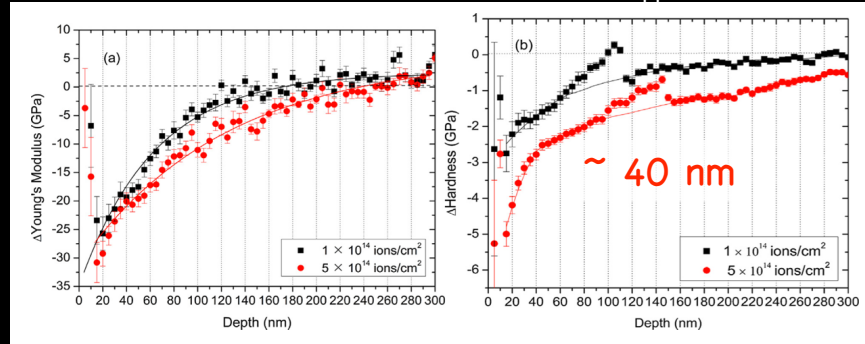 (a)
10
5
0
-5
-10
-15
-20
-25
-30
-35
ΔYoung's Modulus (GPa)
1 × 10^14 ions/cm^2
5 × 10^14 ions/cm^2
0 20 40 60 80 100 120 140 160 180 200 220 240 260 280 300
Depth (nm)
(b)
1
0
-1
-2
-3
-4
-5
-6
ΔHardness (GPa)
~ 40 nm
1 × 10^14 ions/cm^2
5 × 10^14 ions/cm^2
0 20 40 60 80 100 120 140 160 180 200 220 240 260 280 300
Depth (nm)